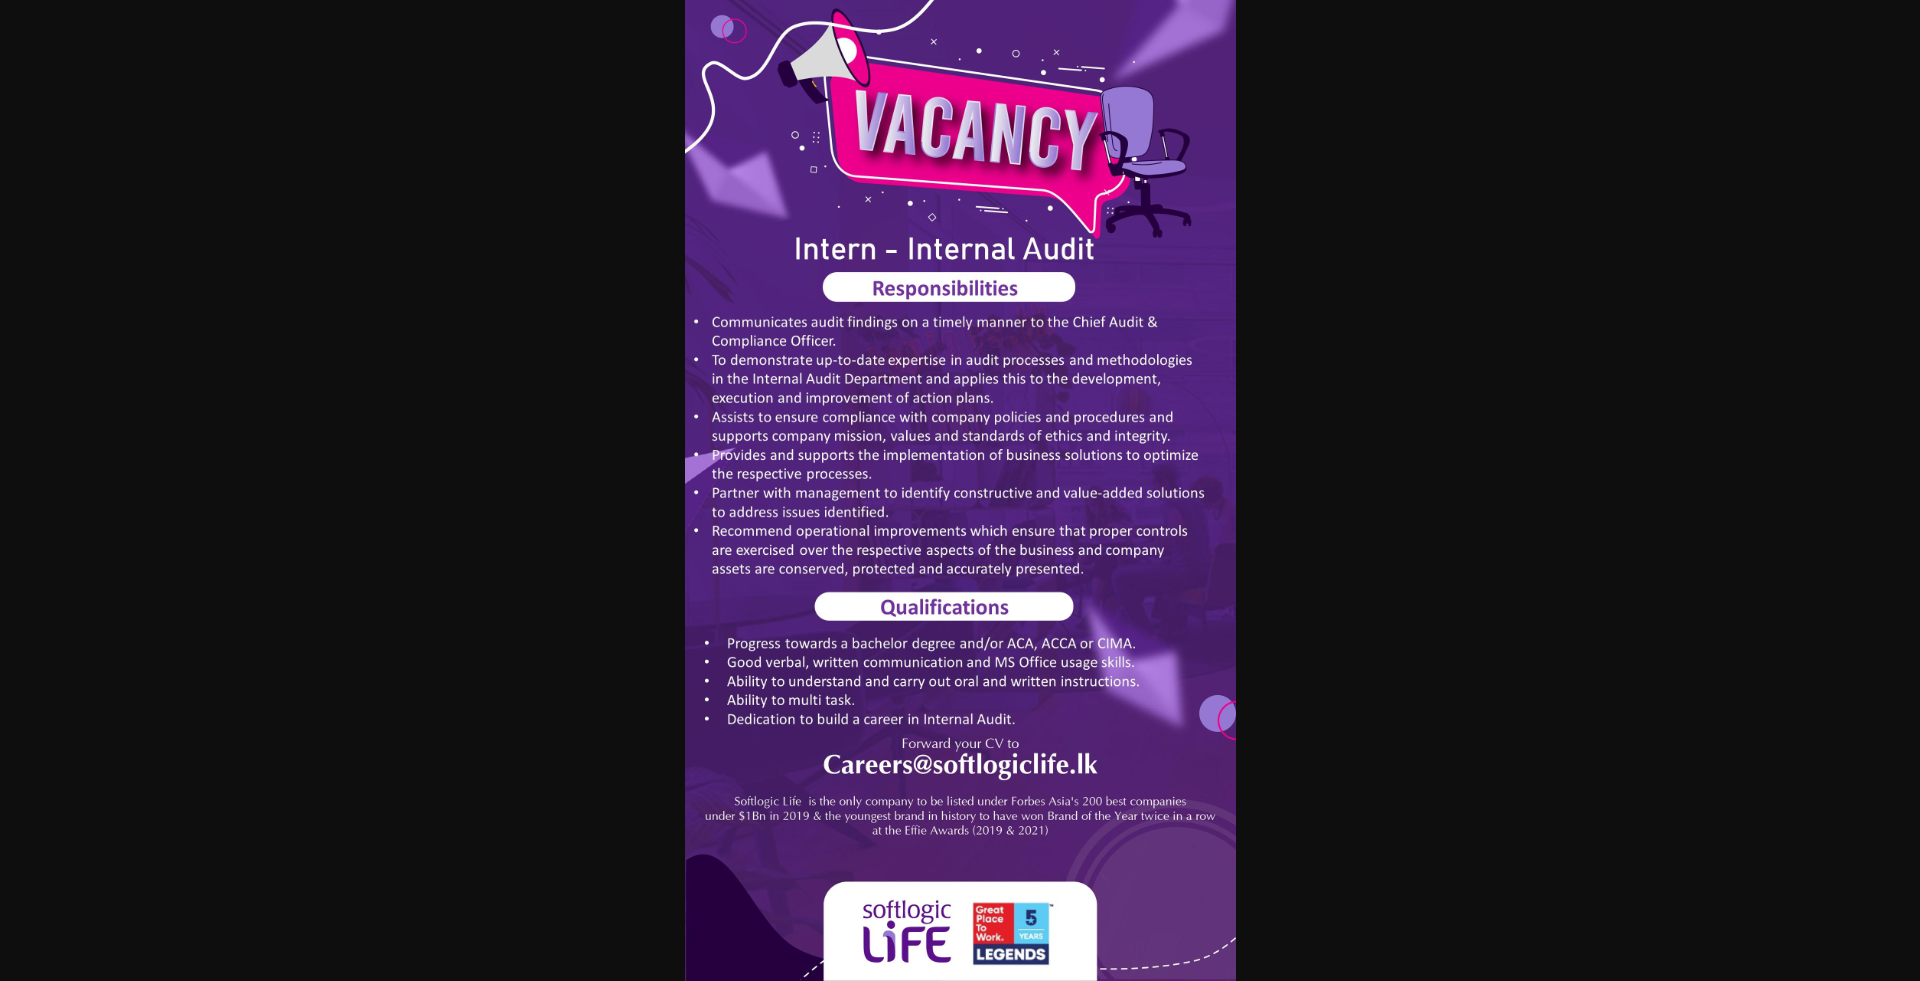 VACANCY
Intern - Internal Audit
Responsibilities
• Communicates audit findings on a timely manner to the Chief Audit &
Compliance Officer.
• To demonstrate up-to-date expertise in audit processes and methodologies
in the Internal Audit Department and applies this to the development,
execution and improvement of action plans.
• Assists to ensure compliance with company policies and procedures and
supports company mission, values and standards of ethics and integrity.
• Provides and supports the implementation of business solutions to optimize
the respective processes.
• Partner with management to identify constructive and value-added solutions
to address issues identified.
• Recommend operational improvements which ensure that proper controls
are exercised over the respective aspects of the business and company
assets are conserved, protected and accurately presented.
Qualifications
• Progress towards a bachelor degree and/or ACA, ACCA or CIMA.
• Good verbal, written communication and MS Office usage skills.
• Ability to understand and carry out oral and written instructions.
• Ability to multi task.
• Dedication to build a career in Internal Audit.
Forward your CV to
Careers@softlogiclife.lk
Softlogic Life is the only company to be listed under Forbes Asia's 200 best companies
under $1Bn in 2019 & the youngest brand in history to have won Brand of the Year twice in a row
at the Effie Awards (2019 & 2021)
softlogic
LiFE
Great
Place
To
Work.
5
YEARS
™
LEGENDS